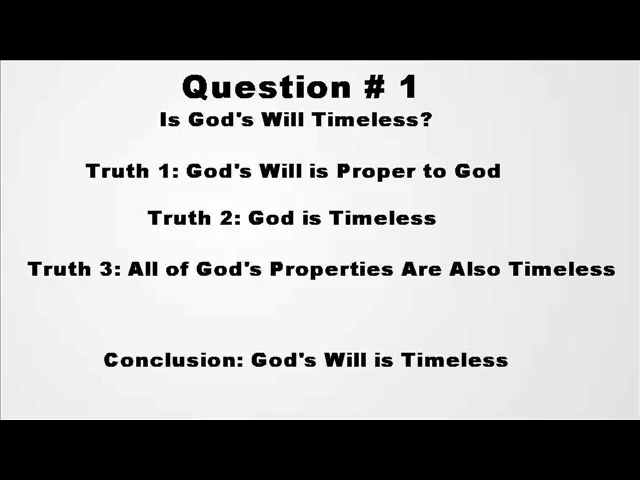 Question # 1
Is God's Will Timeless?
Truth 1: God's Will is Proper to God
Truth 2: God is Timeless
Truth 3: All of God's Properties Are Also Timeless
Conclusion: God's Will is Timeless